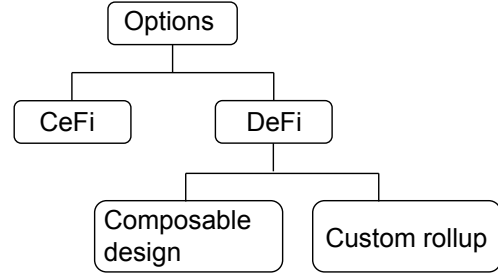 Options
CeFi
DeFi
Composable
design
Custom rollup